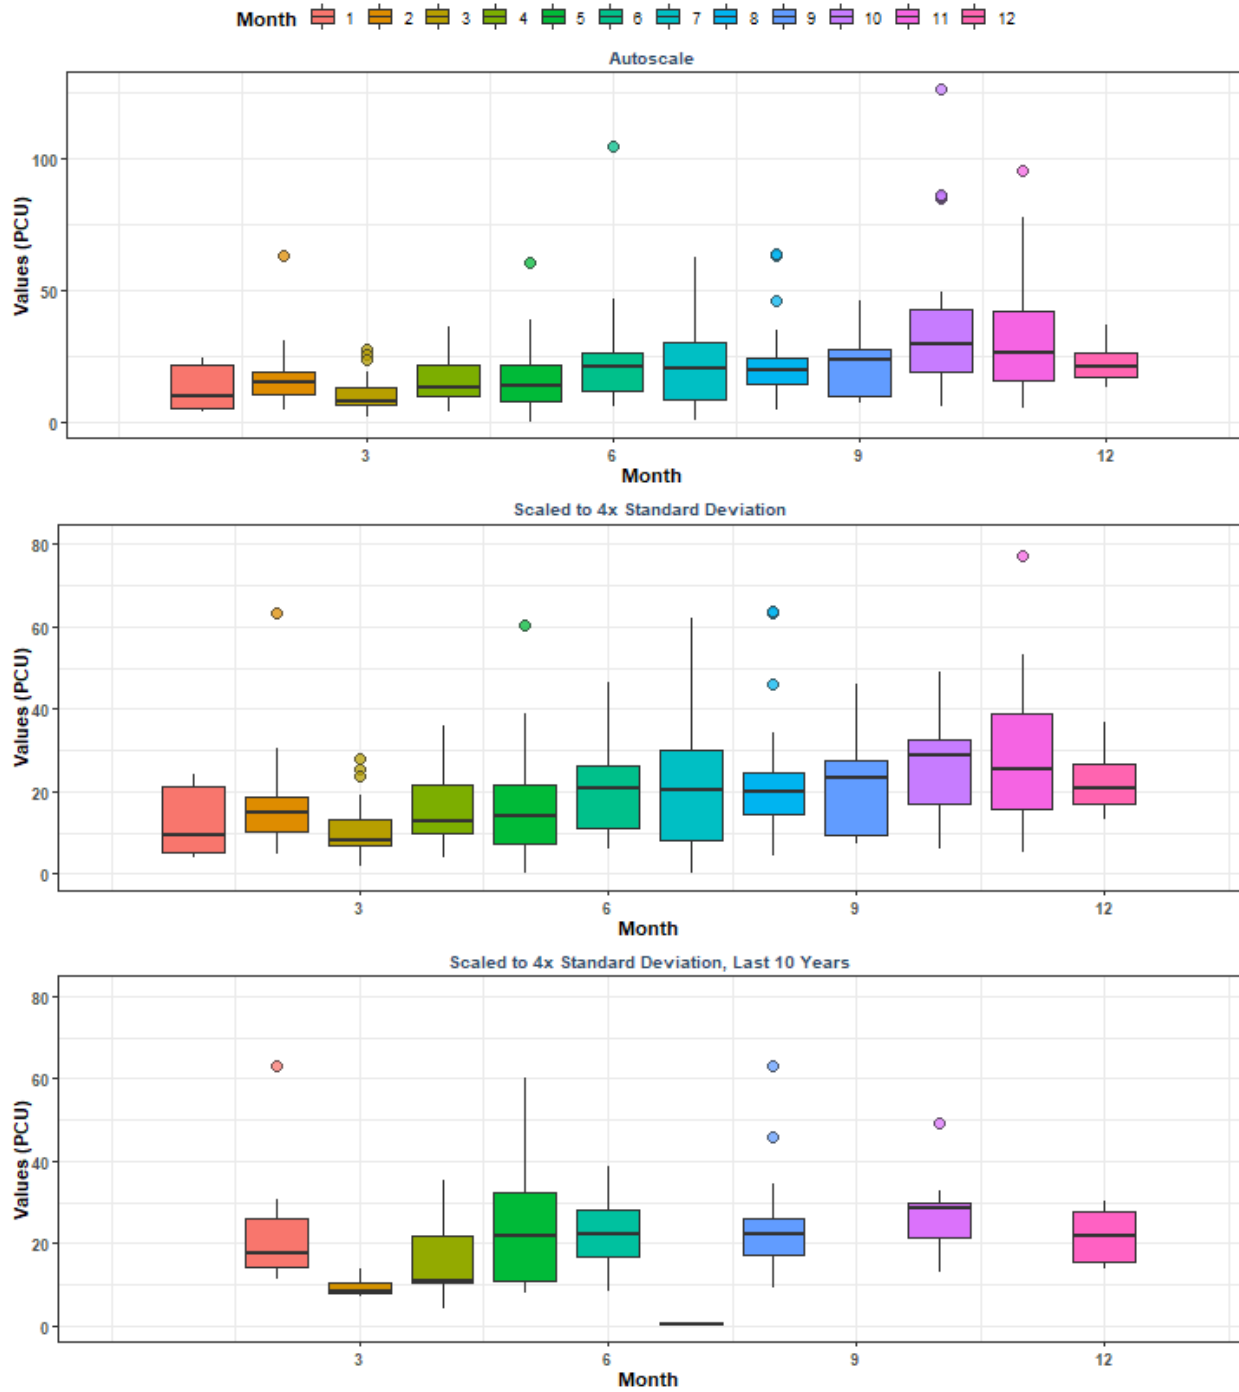 Month 1 2 3 4 5 6 7 8 9 10 11 12
Autoscale
Values (PCU)
100
50
0
3 6 9 12
Month
Scaled to 4x Standard Deviation
Values (PCU)
80
60
40
20
0
3 6 9 12
Month
Scaled to 4x Standard Deviation, Last 10 Years
Values (PCU)
80
60
40
20
0
3 6 9 12
Month